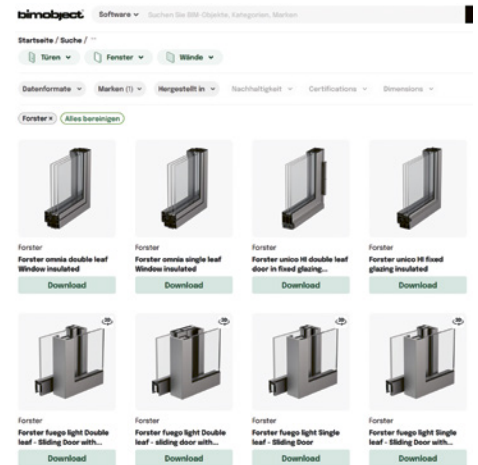 bimobject
Software
Suchen Sie BIM-Objekte, Kategorien, Marken
Startseite / Suche / ""
Türen
Fenster
Wände
Datenformate
Marken (1)
Hergestellt in
Nachhaltigkeit
Certifications
Dimensions
Forster ×
Alles bereinigen
Forster
Forster omnia double leaf
Window insulated
Download
Forster
Forster omnia single leaf
Window insulated
Download
Forster
Forster unico HI double leaf
door in fixed glazing...
Download
Forster
Forster unico HI fixed
glazing insulated
Download
Forster
Forster fuego light Double
leaf - Sliding Door with...
Download
Forster
Forster fuego light Double
leaf - sliding door with...
Download
Forster
Forster fuego light Single
leaf - Sliding Door
Download
Forster
Forster fuego light Single
leaf - Sliding Door with...
Download